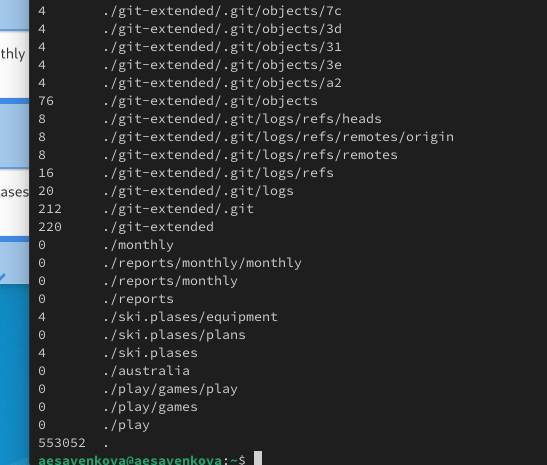 4 ./git-extended/.git/objects/7c
4 ./git-extended/.git/objects/3d
4 ./git-extended/.git/objects/31
4 ./git-extended/.git/objects/3e
4 ./git-extended/.git/objects/a2
76 ./git-extended/.git/objects
8 ./git-extended/.git/logs/refs/heads
8 ./git-extended/.git/logs/refs/remotes/origin
8 ./git-extended/.git/logs/refs/remotes
16 ./git-extended/.git/logs/refs
20 ./git-extended/.git/logs
212 ./git-extended/.git
220 ./git-extended
0 ./monthly
0 ./reports/monthly/monthly
0 ./reports/monthly
0 ./reports
4 ./ski.plases/equipment
0 ./ski.plases/plans
4 ./ski.plases
0 ./australia
0 ./play/games/play
0 ./play/games
0 ./play
553052 .
aesavenkova@aesavenkova:~$
thly
ases